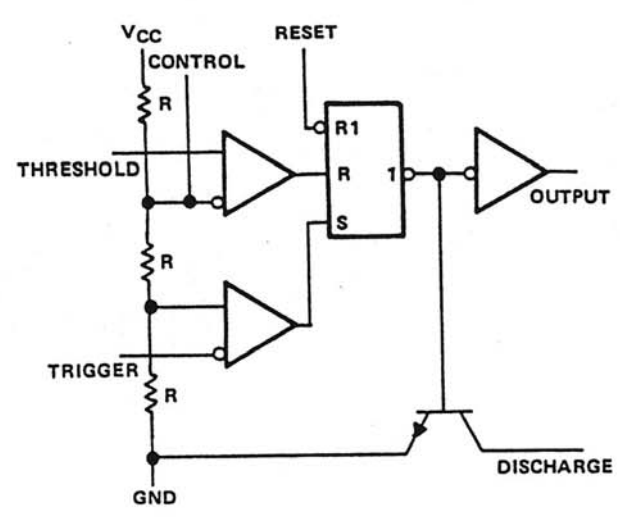 VCC
CONTROL
RESET
R
R1
THRESHOLD
R
1
OUTPUT
S
R
TRIGGER
R
DISCHARGE
GND